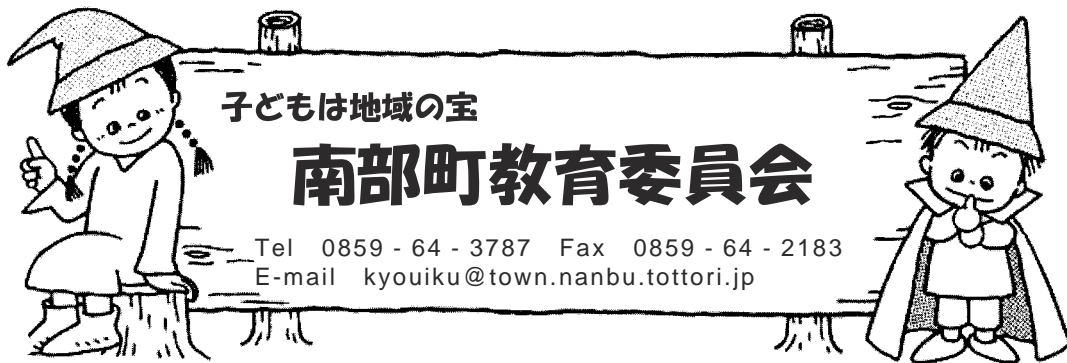 子どもは地域の宝
南部町教育委員会
Tel 0859 - 64 - 3787 Fax 0859 - 64 - 2183
E-mail kyouiku@town.nanbu.tottori.jp